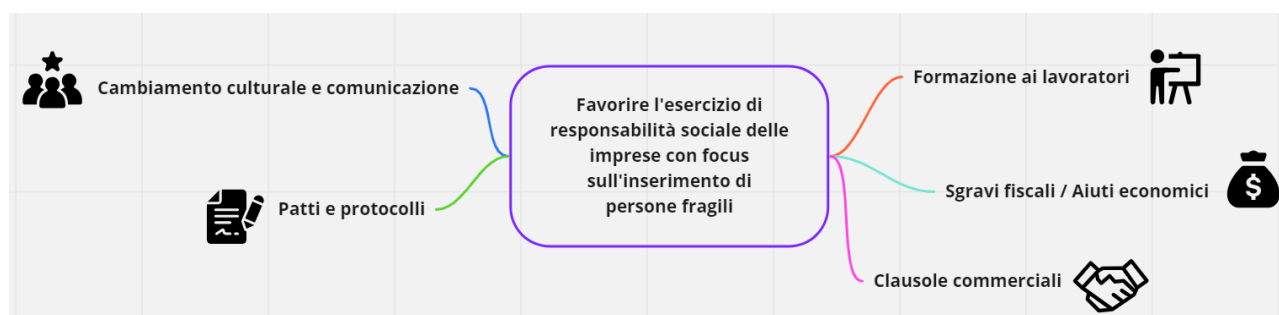 Cambiamento culturale e comunicazione
Patti e protocolli
Favorire l'esercizio di
responsabilità sociale delle
imprese con focus
sull'inserimento di
persone fragili
Formazione ai lavoratori
Sgravi fiscali / Aiuti economici
$
Clausole commerciali